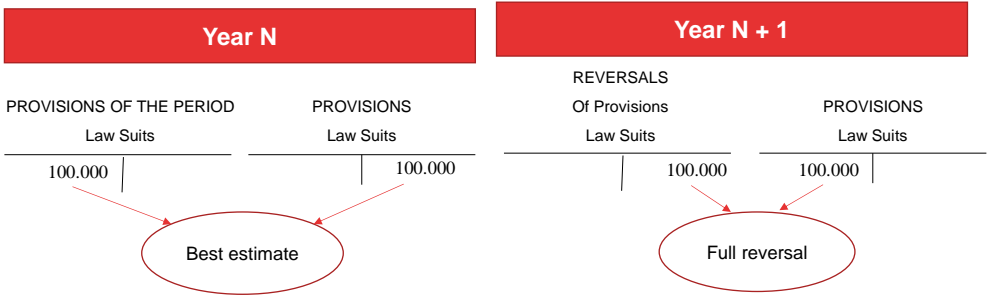 Year N
PROVISIONS OF THE PERIOD
Law Suits
PROVISIONS
Law Suits
100.000
100.000
Best estimate
Year N + 1
REVERSALS
Of Provisions
Law Suits
PROVISIONS
Law Suits
100.000
100.000
Full reversal